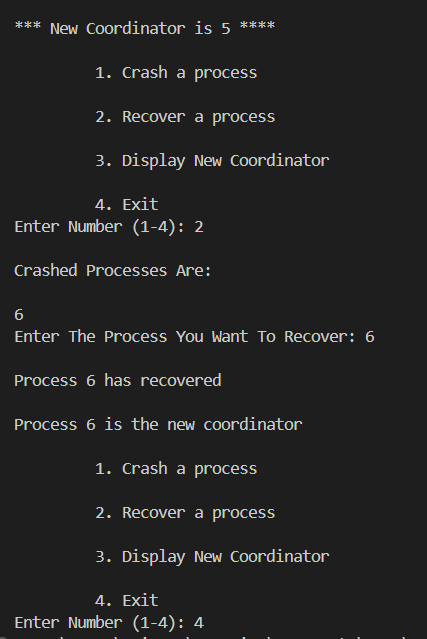 *** New Coordinator is 5 ****
1. Crash a process
2. Recover a process
3. Display New Coordinator
4. Exit
Enter Number (1-4): 2
Crashed Processes Are:
6
Enter The Process You Want To Recover: 6
Process 6 has recovered
Process 6 is the new coordinator
1. Crash a process
2. Recover a process
3. Display New Coordinator
4. Exit
Enter Number (1-4): 4